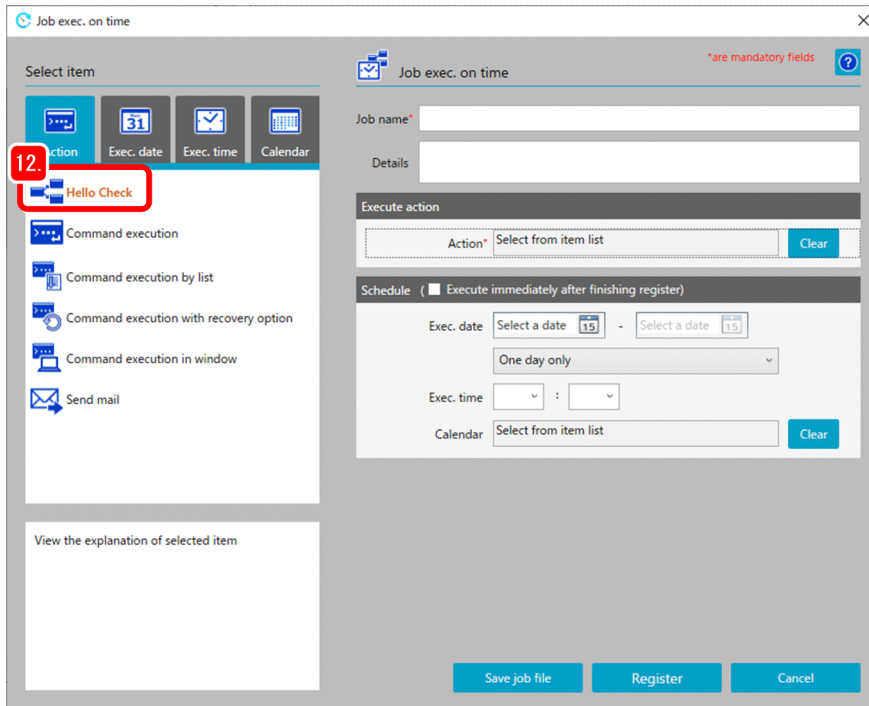 Job exec. on time
Select item
Action
Exec. date
Exec. time
Calendar
31
12.
Hello Check
Command execution
Command execution by list
Command execution with recovery option
Command execution in window
Send mail
View the explanation of selected item
Job exec. on time
*are mandatory fields
?
Job name*
Details
Execute action
Action* Select from item list Clear
Schedule ( Execute immediately after finishing register)
Exec. date Select a date 15 - Select a date 15
One day only
Exec. time :
Calendar Select from item list Clear
Save job file Register Cancel